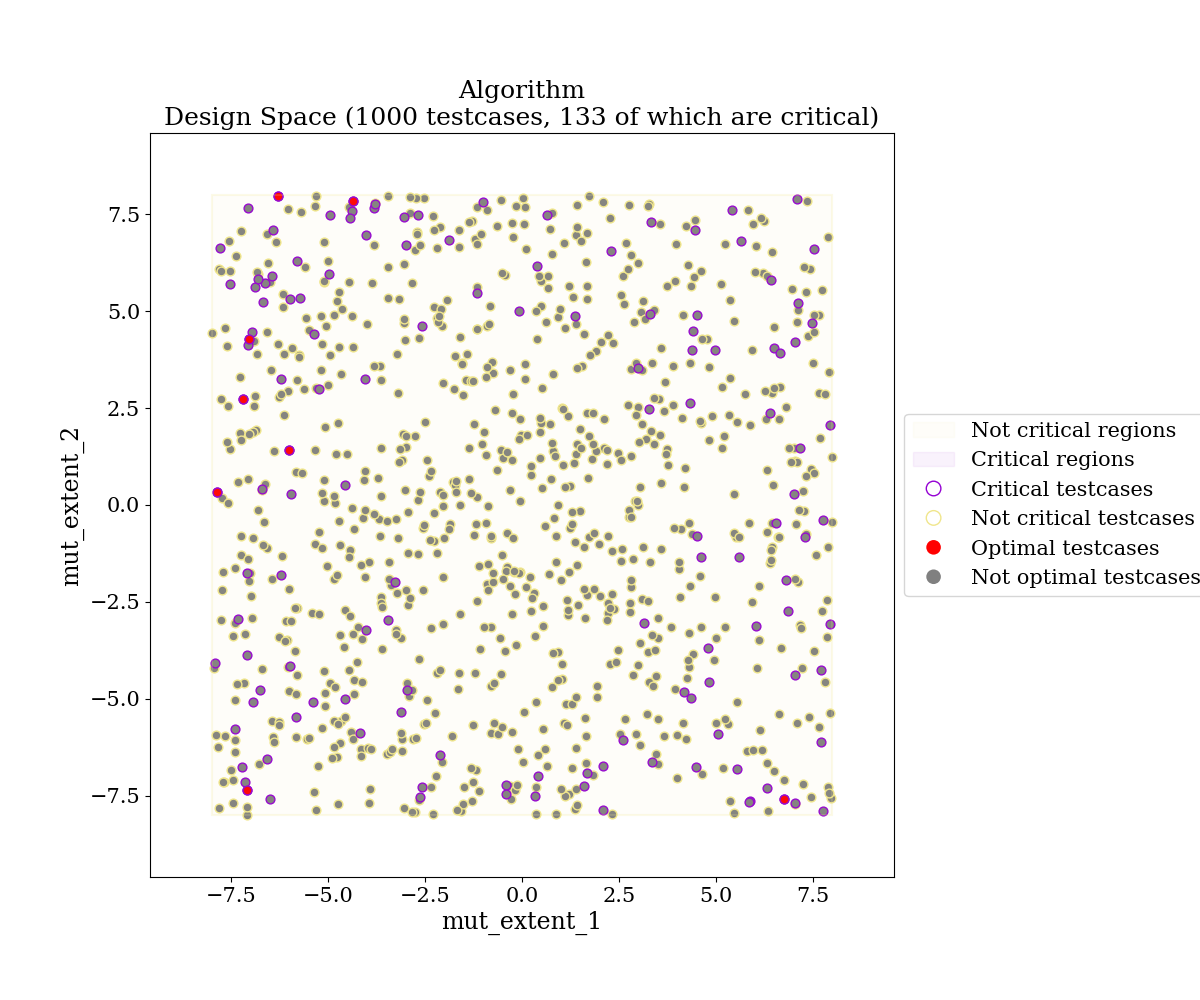 Algorithm
Design Space (1000 testcases, 133 of which are critical)
mut_extent_2
7.5
5.0
2.5
0.0
−2.5
−5.0
−7.5
−7.5
−5.0
−2.5
0.0
2.5
5.0
7.5
mut_extent_1
Not critical regions
Critical regions
Critical testcases
Not critical testcases
Optimal testcases
Not optimal testcases